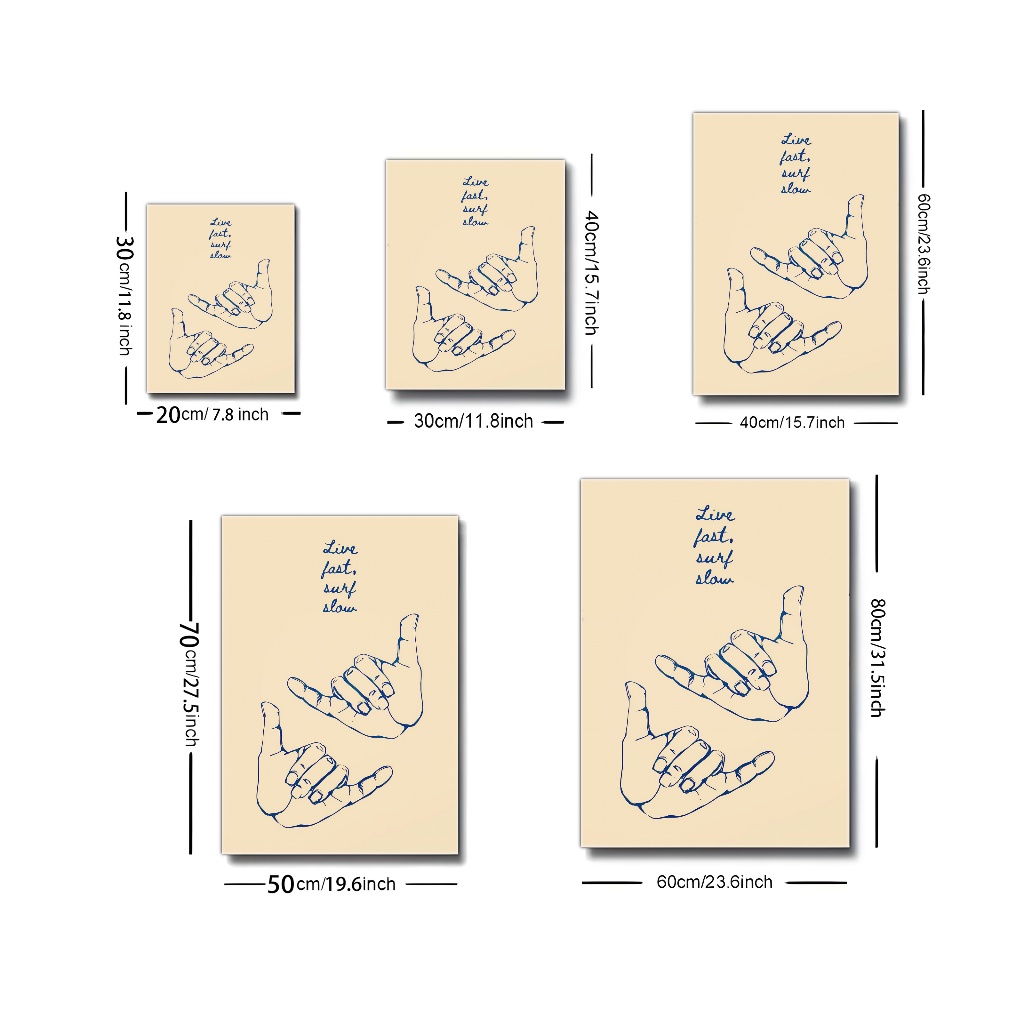 Live
fast,
surf
slow
30cm/11.8 inch
20cm/ 7.8 inch
Live
fast,
surf
slow
40cm/15.7inch
30cm/11.8inch
Live
fast,
surf
slow
60cm/23.6inch
40cm/15.7inch
Live
fast,
surf
slow
70cm/27.5inch
50cm/19.6inch
Live
fast,
surf
slow
80cm/31.5inch
60cm/23.6inch